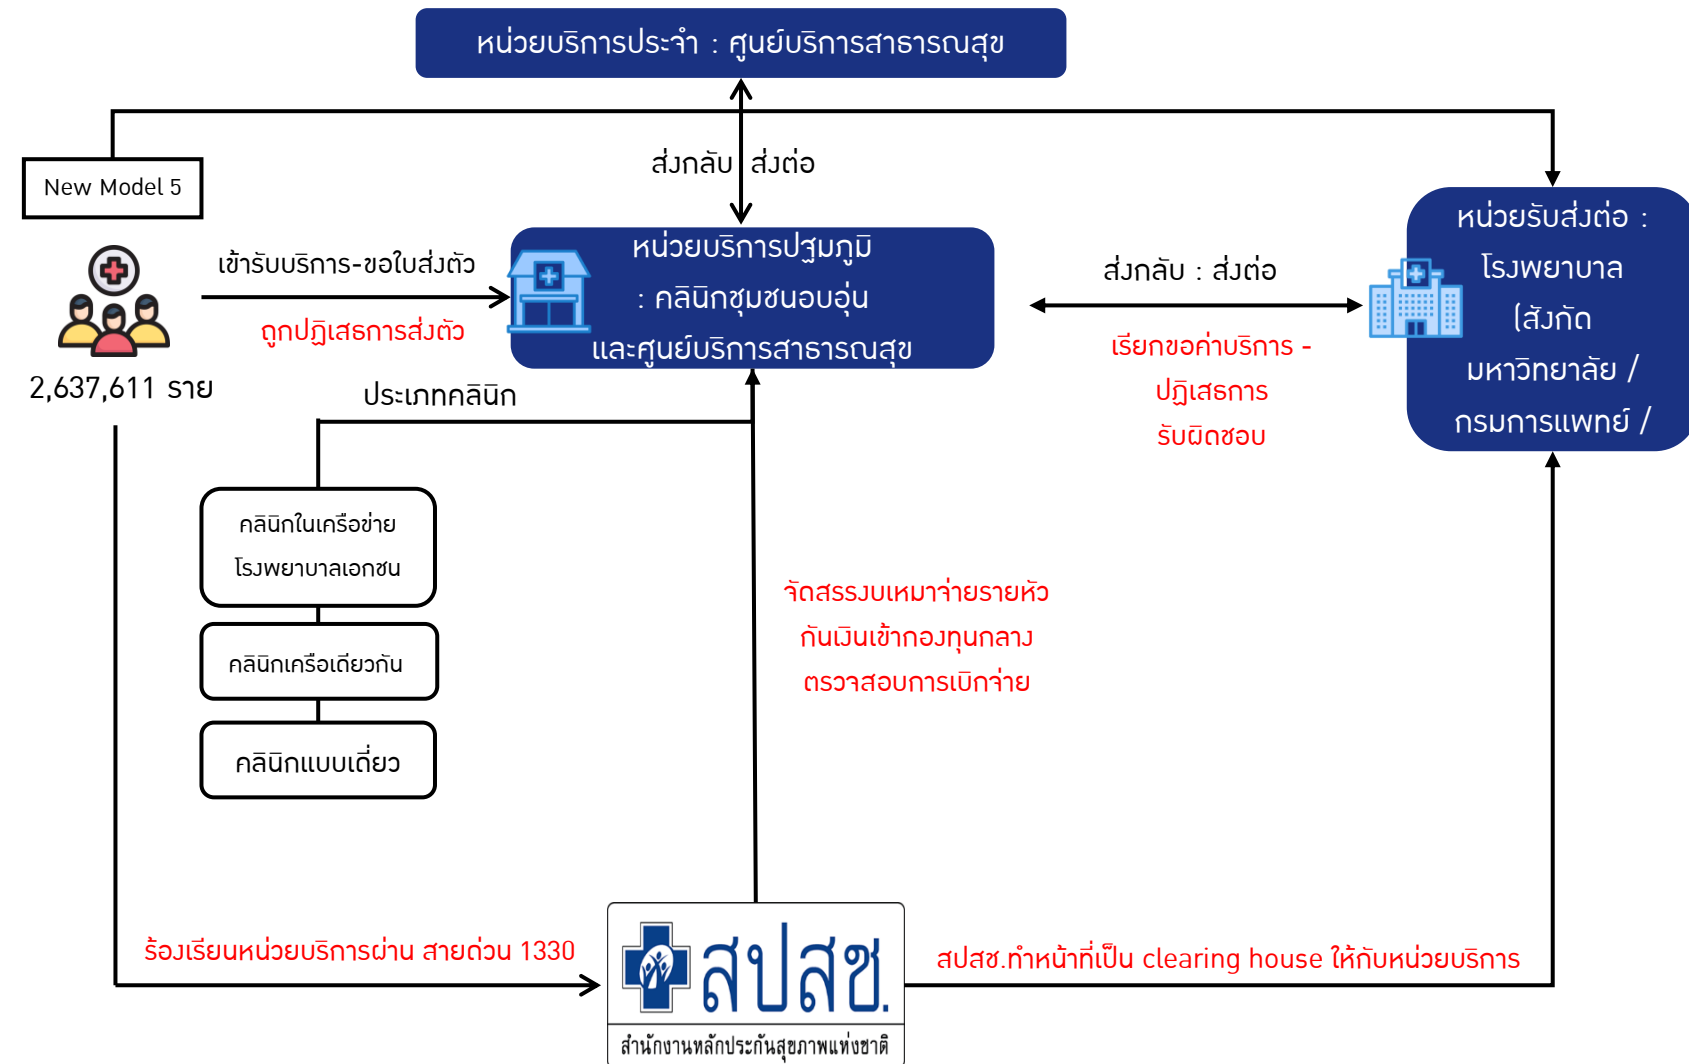 หน่วยบริการประจำ : ศูนย์บริการสาธารณสุข
New Model 5
ส่งกลับ ส่งต่อ
เข้ารับบริการ-ขอใบส่งตัว
ถูกปฏิเสธการส่งตัว
2,637,611 ราย
หน่วยบริการปฐมภูมิ
: คลินิกชุมชนอบอุ่น
และศูนย์บริการสาธารณสุข
ส่งกลับ : ส่งต่อ
เรียกขอค่าบริการ -
ปฏิเสธการ
รับผิดชอบ
หน่วยรับส่งต่อ :
โรงพยาบาล
(สังกัด
มหาวิทยาลัย /
กรมการแพทย์ /
ประเภทคลินิก
คลินิกในเครือข่าย
โรงพยาบาลเอกชน
คลินิกเครือเดียวกัน
คลินิกแบบเดี่ยว
จัดสรรงบเหมาจ่ายรายหัว
กันเงินเข้ากองทุนกลาง
ตรวจสอบการเบิกจ่าย
ร้องเรียนหน่วยบริการผ่าน สายด่วน 1330
สปสช.
สำนักงานหลักประกันสุขภาพแห่งชาติ
สปสช.ทำหน้าที่เป็น clearing house ให้กับหน่วยบริการ